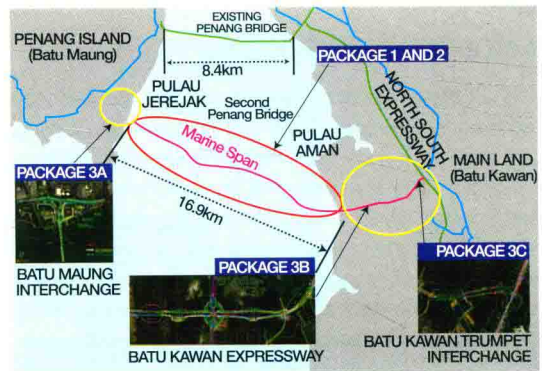 EXISTING
PENANG BRIDGE
PENANG ISLAND
(Batu Maung)
8.4km
PACKAGE 1 AND 2
PULAU
JEREJAK
Second
Penang Bridge
NORTH SOUTH
EXPRESSWAY
Marine Span
PULAU
AMAN
MAIN LAND
(Batu Kawan)
PACKAGE 3A
16.9km
BATU MAUNG
INTERCHANGE
PACKAGE 3B
PACKAGE 3C
BATU KAWAN EXPRESSWAY
BATU KAWAN TRUMPET
INTERCHANGE